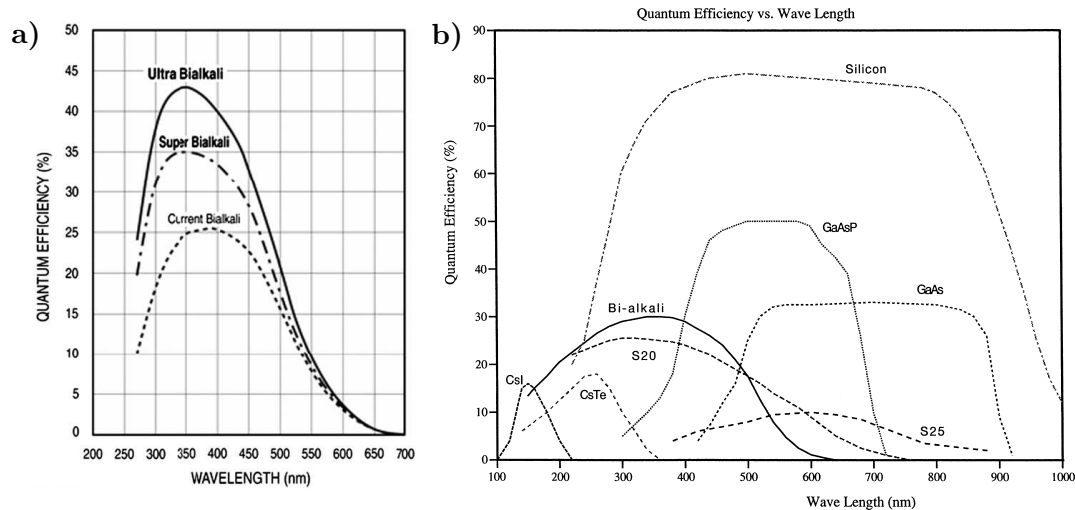 a)
50
45
40
35
30
25
20
15
10
5
0
QUANTUM EFFICIENCY (%)
Ultra Bialkali
Super Bialkali
Current Bialkali
200 250 300 350 400 450 500 550 600 650 700
WAVELENGTH (nm)
b)
Quantum Efficiency vs. Wave Length
90
80
70
60
50
40
30
20
10
0
Quantum Efficiency (%)
Silicon
GaAsP
GaAs
Bi-alkali
S20
CsI
CsTe
S25
100 200 300 400 500 600 700 800 900 1000
Wave Length (nm)